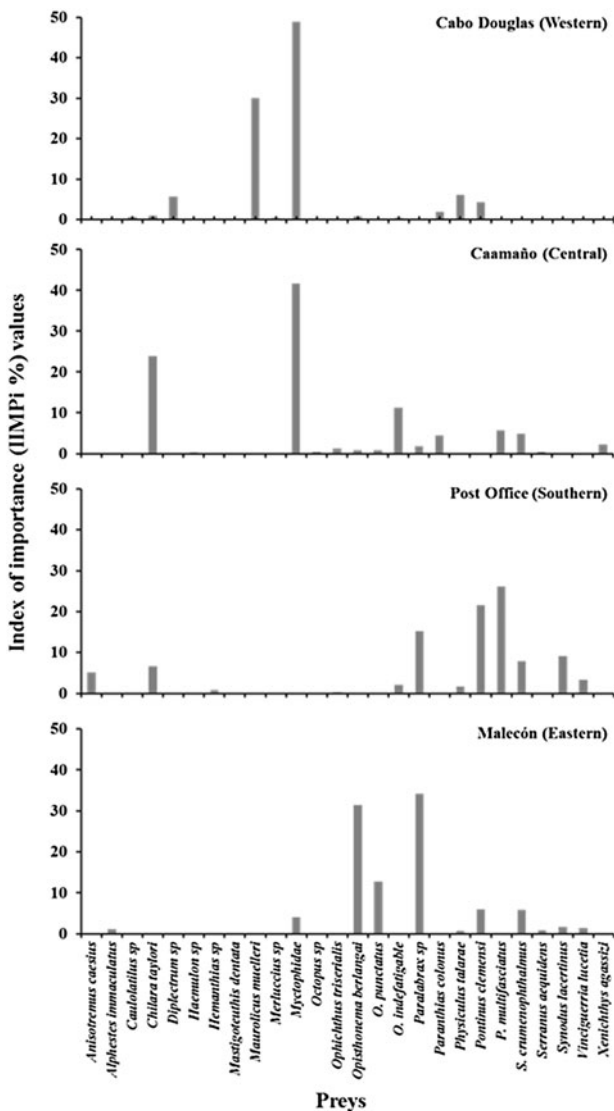 Index of importance (IIMPi %) values
Cabo Douglas (Western)
50
40
30
20
10
0
Caamaño (Central)
50
40
30
20
10
0
Post Office (Southern)
50
40
30
20
10
0
Malecón (Eastern)
50
40
30
20
10
0
Anisotremus caesius
Alphestes immaculatus
Caulolatilus sp
Chilara taylori
Diplectrum sp
Haemulon sp
Hemanthias sp
Mastigoteuthis dentata
Maurolicus muelleri
Merluccius sp
Myctophidae
Octopus sp
Ophichthus triserialis
Opisthonema berlangai
O. punctatus
O. indefatigable
Paralabrax sp
Paranthias colonus
Physiculus talarae
Pontinus clemensi
P. multifasciatus
S. crumenophthalmus
Serranus aequidens
Synodus lacertinus
Vinciguerria lucetia
Xenichthys agassizi
Preys